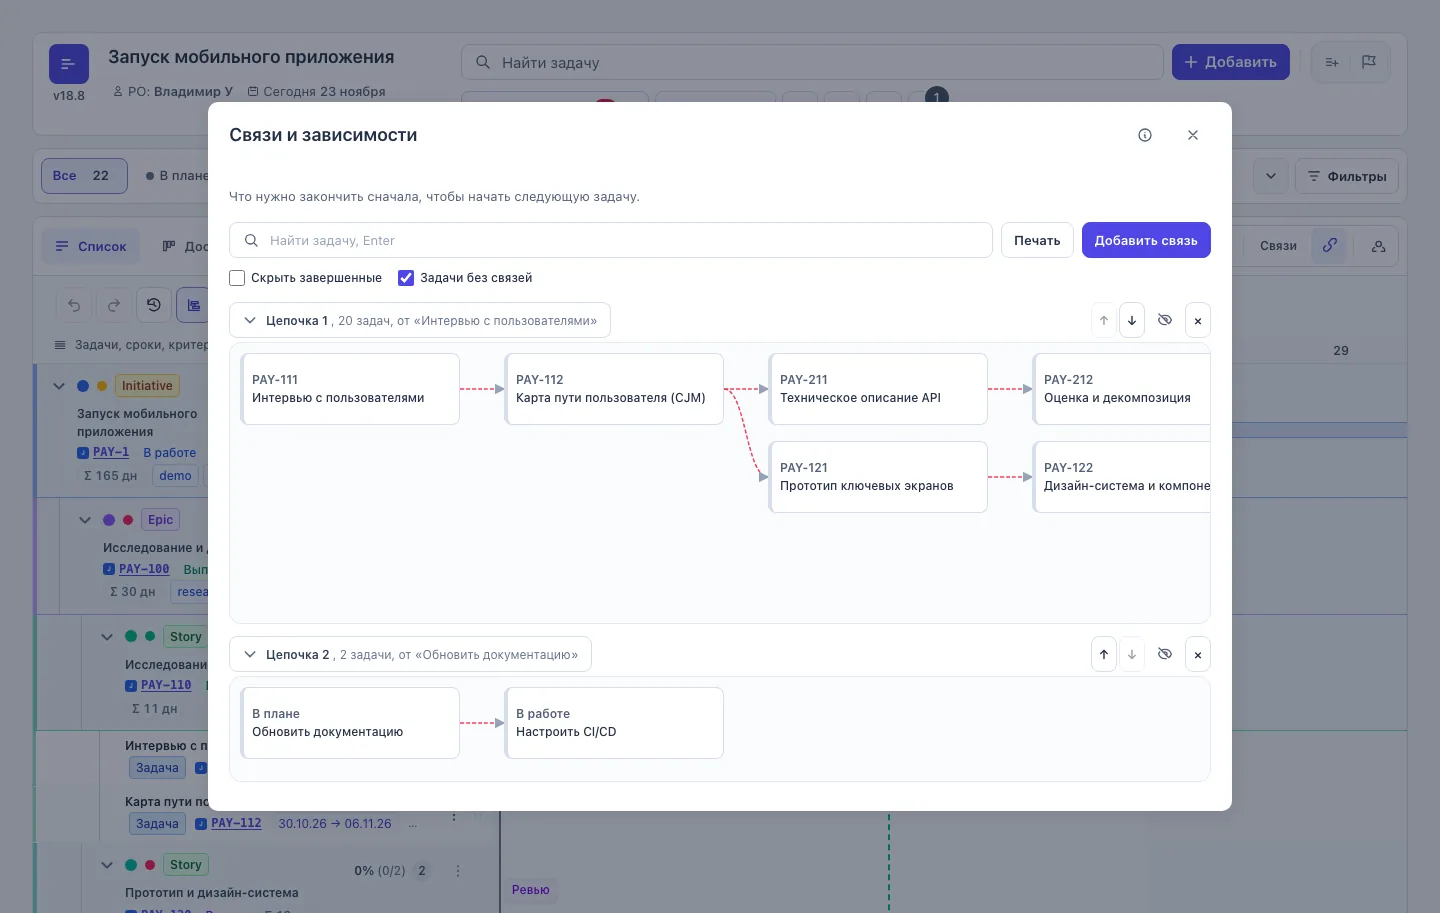 Запуск мобильного приложения
Найти задачу
Добавить
v18.8
PO: Владимир У
Сегодня 23 ноября
1
Связи и зависимости
Все 22
В плане
Фильтры
Что нужно закончить сначала, чтобы начать следующую задачу.
Найти задачу, Enter
Печать
Добавить связь
Список
Связи
Скрыть завершенные
Задачи без связей
Цепочка 1, 20 задач, от «Интервью с пользователями»
Задачи, сроки,
29
PAY-111
Интервью с пользователями
PAY-112
Карта пути пользователя (CJM)
PAY-211
Техническое описание API
PAY-212
Оценка и декомпозиция
PAY-121
Прототип ключевых экранов
PAY-122
Дизайн-система и
Initiative
Запуск мобильного
приложения
PAY-1 В работе
Σ 165 дн demo
Epic
Исследование и
PAY-100
Σ 30 дн
Story
PAY-110
Σ 11 дн
Цепочка 2, 2 задачи, от «Обновить документацию»
В плане
Обновить документацию
В работе
Настроить CI/CD
Интервью с
Задача
Карта пути
Задача PAY-112 30.10.26 → 06.11.26 ...
Story 0% (0/2) 2
Прототип и дизайн-система
Ревью